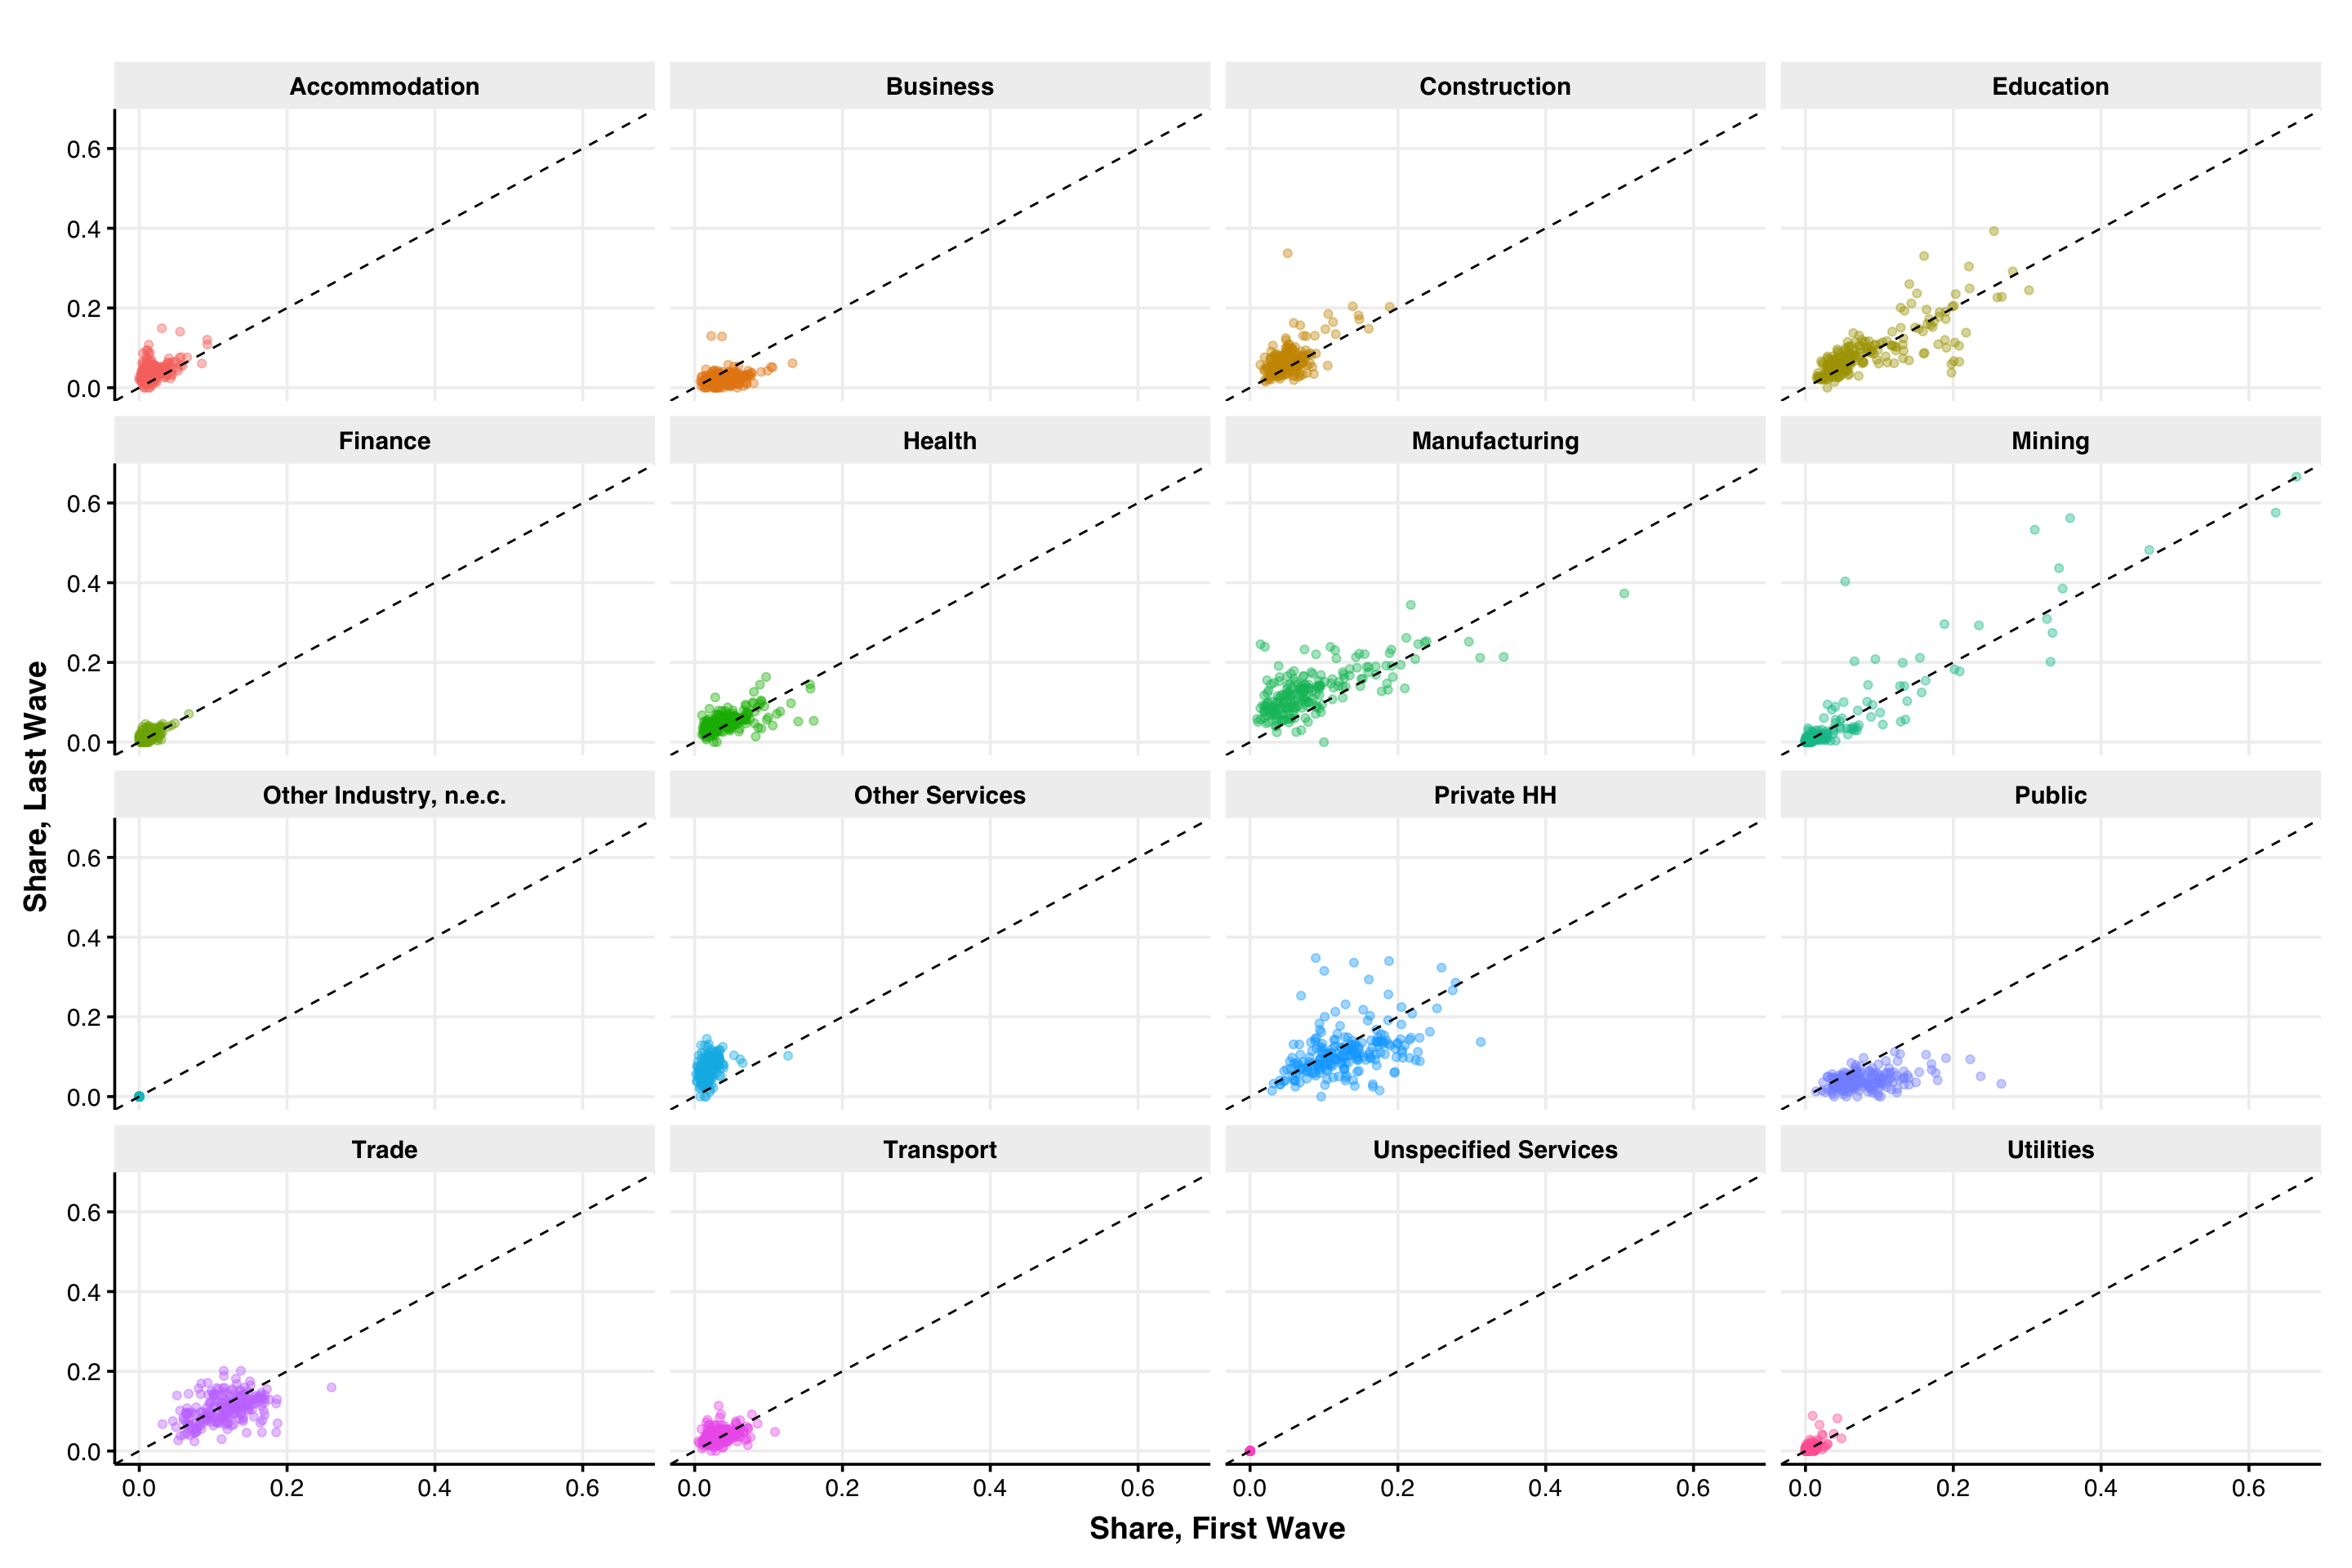 Accommodation
Business
Construction
Education
0.6
0.4
0.2
0.0
Finance
Health
Manufacturing
Mining
0.6
0.4
0.2
0.0
Other Industry, n.e.c.
Other Services
Private HH
Public
0.6
0.4
0.2
0.0
Trade
Transport
Unspecified Services
Utilities
0.6
0.4
0.2
0.0
0.0 0.2 0.4 0.6
0.0 0.2 0.4 0.6
0.0 0.2 0.4 0.6
0.0 0.2 0.4 0.6
Share, First Wave
Share, Last Wave